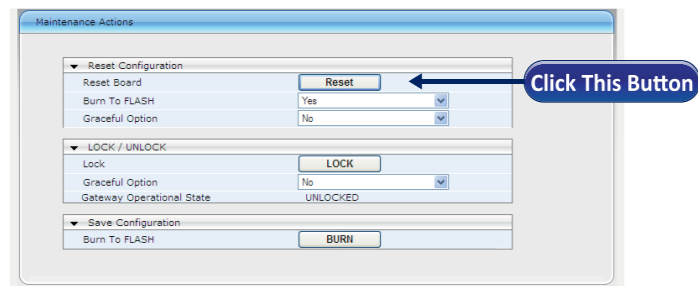 Maintenance Actions
Reset Configuration
Reset Board Reset
Click This Button
Burn To FLASH Yes
Graceful Option No
LOCK / UNLOCK
Lock LOCK
Graceful Option No
Gateway Operational State UNLOCKED
Save Configuration
Burn To FLASH BURN